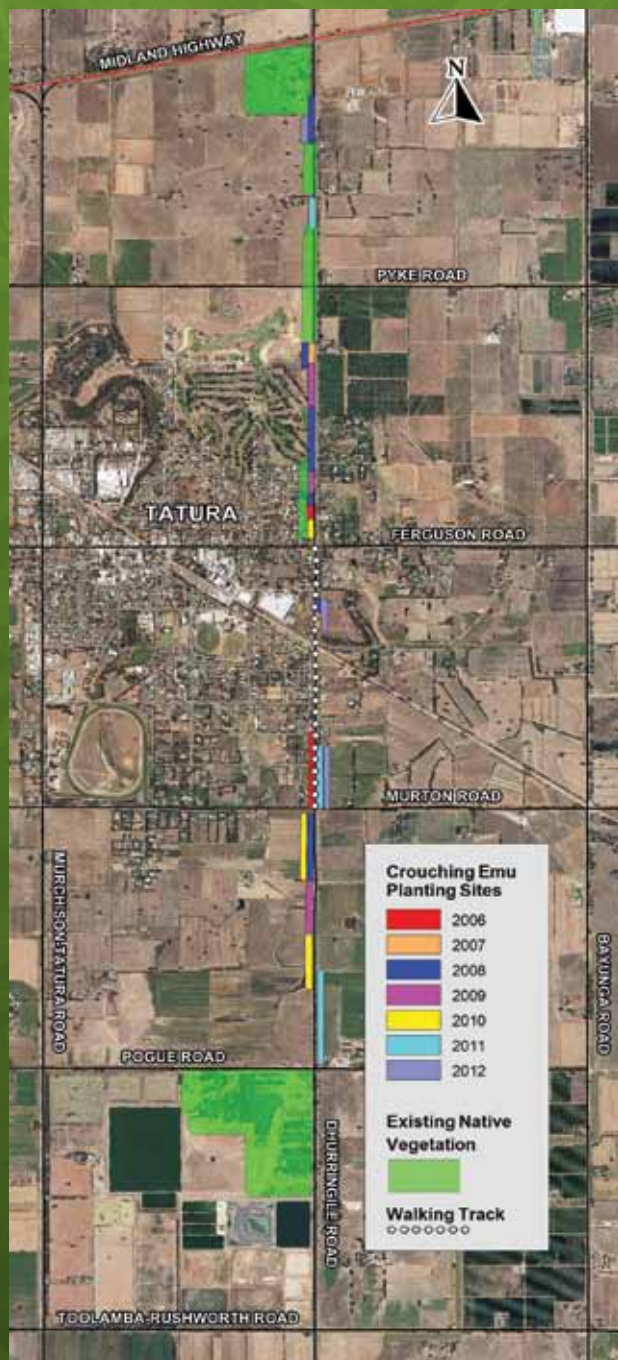 MIDLAND HIGHWAY
N
PYKE ROAD
TATURA
FERGUSON ROAD
MURTON ROAD
MURCHISON-TATURA ROAD
BAYUNGA ROAD
Crouching Emu
Planting Sites
2006
2007
2008
2009
2010
2011
2012
POGUE ROAD
Existing Native
Vegetation
DHURRINGILE ROAD
Walking Track
TOOLAMBA-RUSHWORTH ROAD